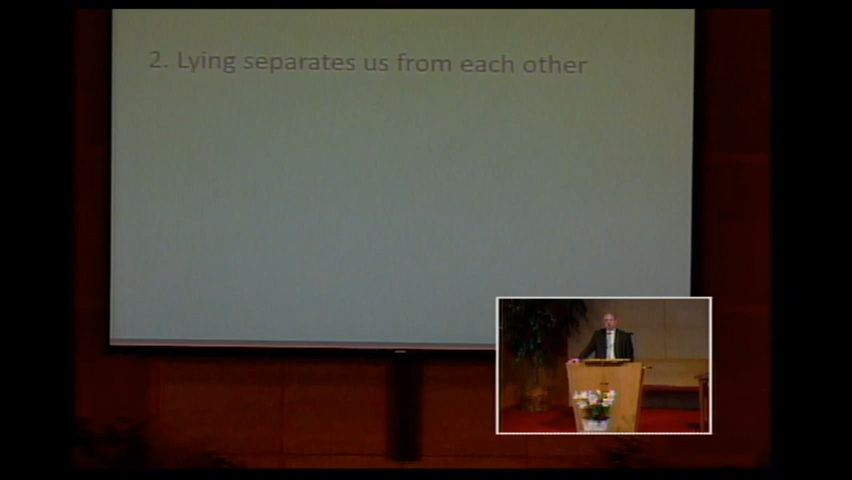 2. Lying separates us from each other